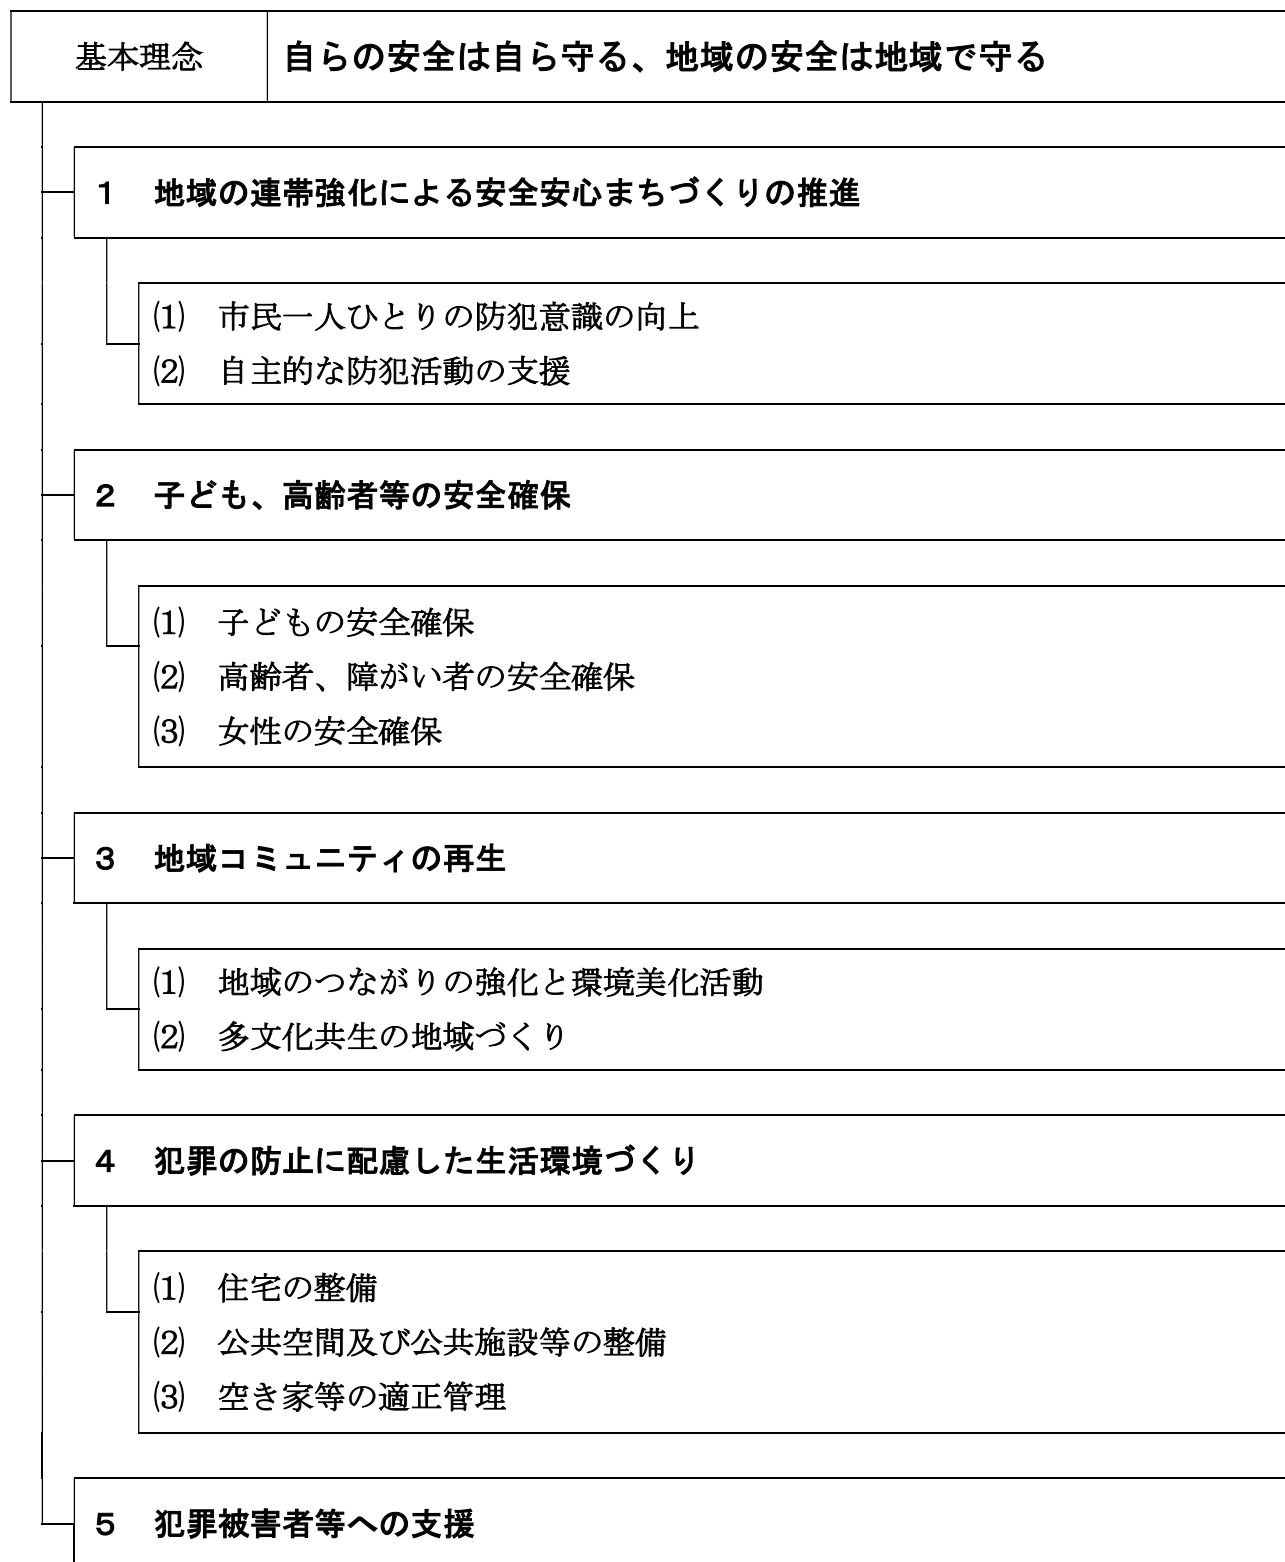 基本理念 自らの安全は自ら守る、地域の安全は地域で守る
１　地域の連帯強化による安全安心まちづくりの推進
⑴　市民一人ひとりの防犯意識の向上
⑵　自主的な防犯活動の支援
２　子ども、高齢者等の安全確保
⑴　子どもの安全確保
⑵　高齢者、障がい者の安全確保
⑶　女性の安全確保
３　地域コミュニティの再生
⑴　地域のつながりの強化と環境美化活動
⑵　多文化共生の地域づくり
４　犯罪の防止に配慮した生活環境づくり
⑴　住宅の整備
⑵　公共空間及び公共施設等の整備
⑶　空き家等の適正管理
５　犯罪被害者等への支援